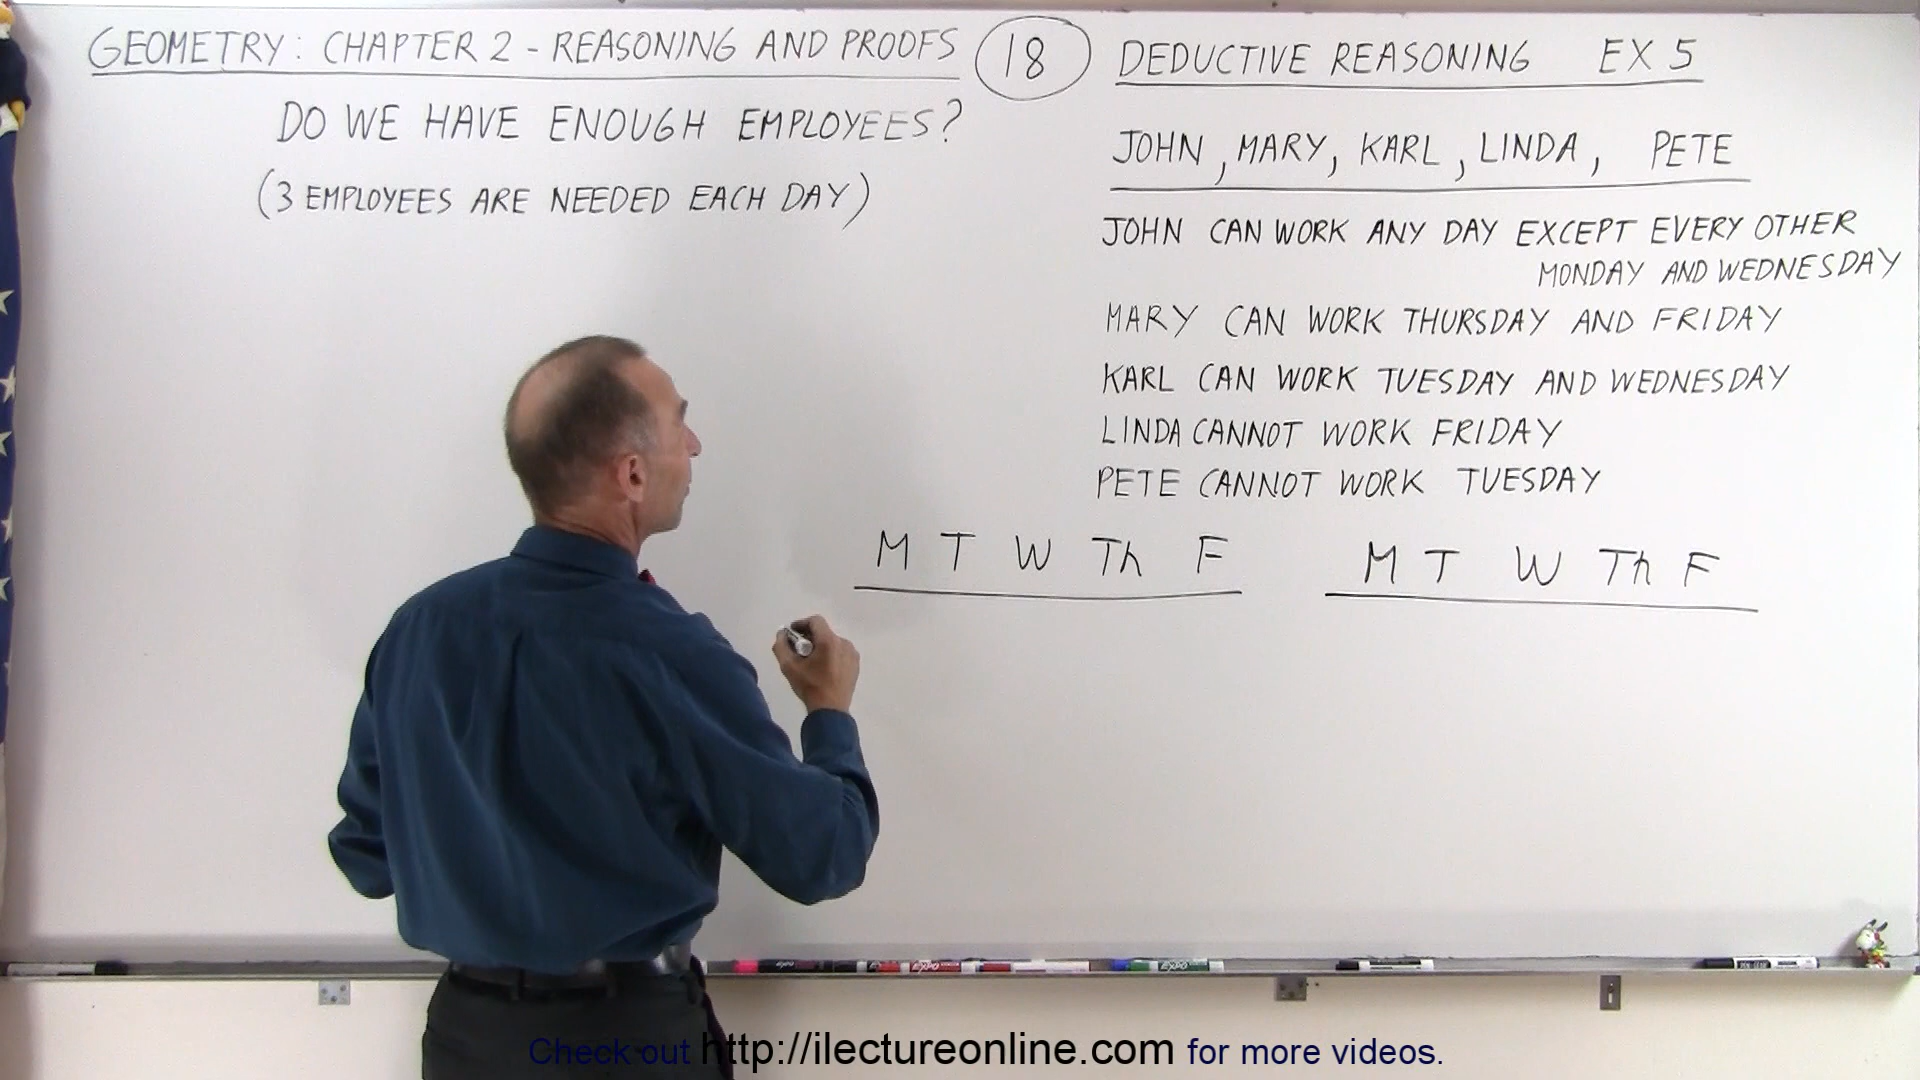 GEOMETRY: CHAPTER 2 - REASONING AND PROOFS
DO WE HAVE ENOUGH EMPLOYEES?
(3 EMPLOYEES ARE NEEDED EACH DAY)
18
DEDUCTIVE REASONING EX 5
JOHN, MARY, KARL, LINDA, PETE
JOHN CAN WORK ANY DAY EXCEPT EVERY OTHER
MONDAY AND WEDNESDAY
MARY CAN WORK THURSDAY AND FRIDAY
KARL CAN WORK TUESDAY AND WEDNESDAY
LINDA CANNOT WORK FRIDAY
PETE CANNOT WORK TUESDAY
M T W Th F
M T W Th F
Check out http://ilectureonline.com for more videos.